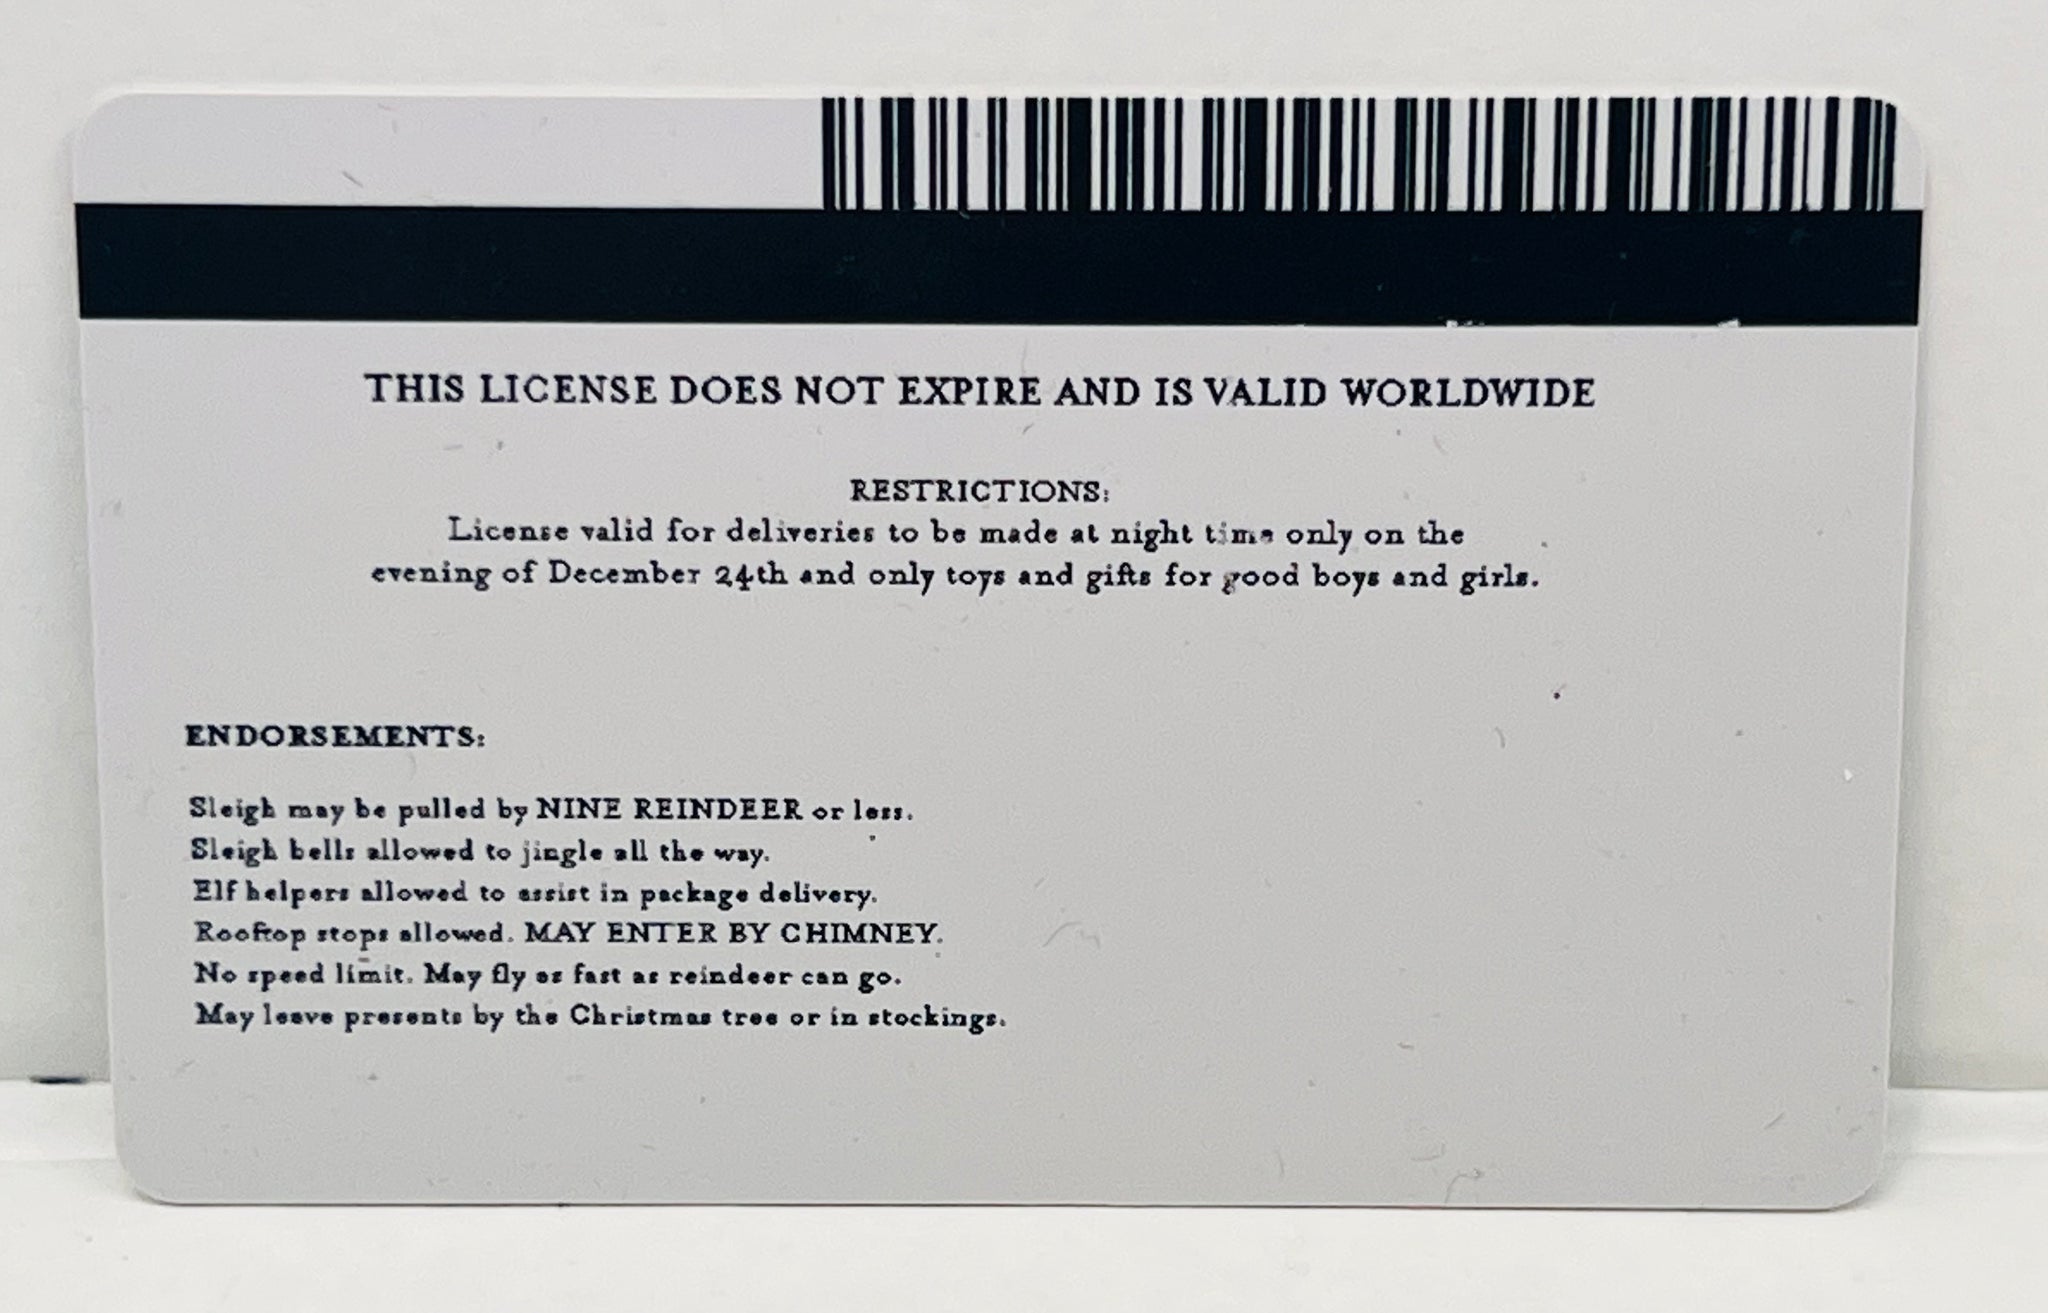 THIS LICENSE DOES NOT EXPIRE AND IS VALID WORLDWIDE
RESTRICTIONS:
License valid for deliveries to be made at night time only on the
evening of December 24th and only toys and gifts for good boys and girls.
ENDORSEMENTS:
Sleigh may be pulled by NINE REINDEER or less.
Sleigh bells allowed to jingle all the way.
Elf helpers allowed to assist in package delivery.
Rooftop stops allowed. MAY ENTER BY CHIMNEY.
No speed limit. May fly as fast as reindeer can go.
May leave presents by the Christmas tree or in stockings.